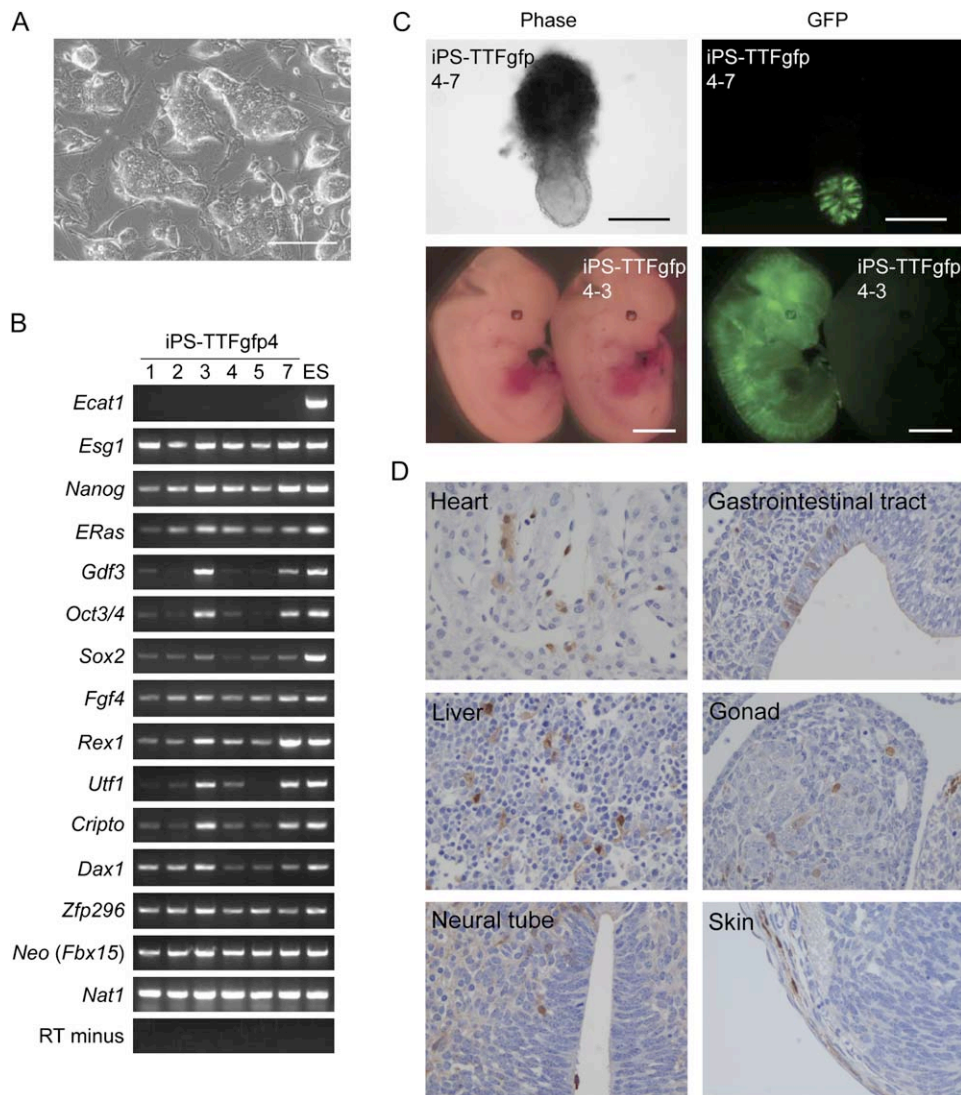 A
B
iPS-TTFgfp4
1 2 3 4 5 7 ES
Ecat1
Esg1
Nanog
ERas
Gdf3
Oct3/4
Sox2
Fgf4
Rex1
Utf1
Cripto
Dax1
Zfp296
Neo (Fbx15)
Nat1
RT minus
C
Phase GFP
iPS-TTFgfp
4-7
iPS-TTFgfp
4-7
iPS-TTFgfp
4-3
iPS-TTFgfp
4-3
D
Heart
Gastrointestinal tract
Liver
Gonad
Neural tube
Skin